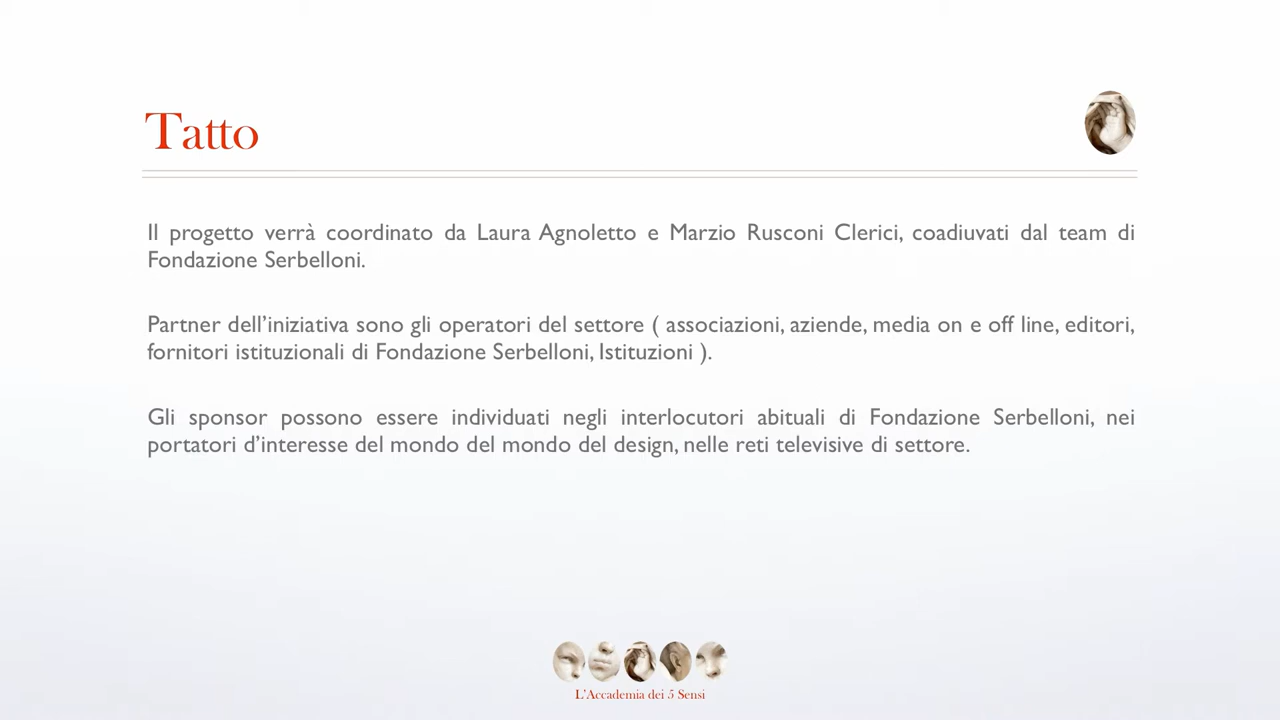 Tatto
Il progetto verrà coordinato da Laura Agnoletto e Marzio Rusconi Clerici, coadiuvati dal team di
Fondazione Serbelloni.
Partner dell’iniziativa sono gli operatori del settore ( associazioni, aziende, media on e off line, editori,
fornitori istituzionali di Fondazione Serbelloni, Istituzioni ).
Gli sponsor possono essere individuati negli interlocutori abituali di Fondazione Serbelloni, nei
portatori d’interesse del mondo del mondo del design, nelle reti televisive di settore.
L’Accademia dei 5 Sensi